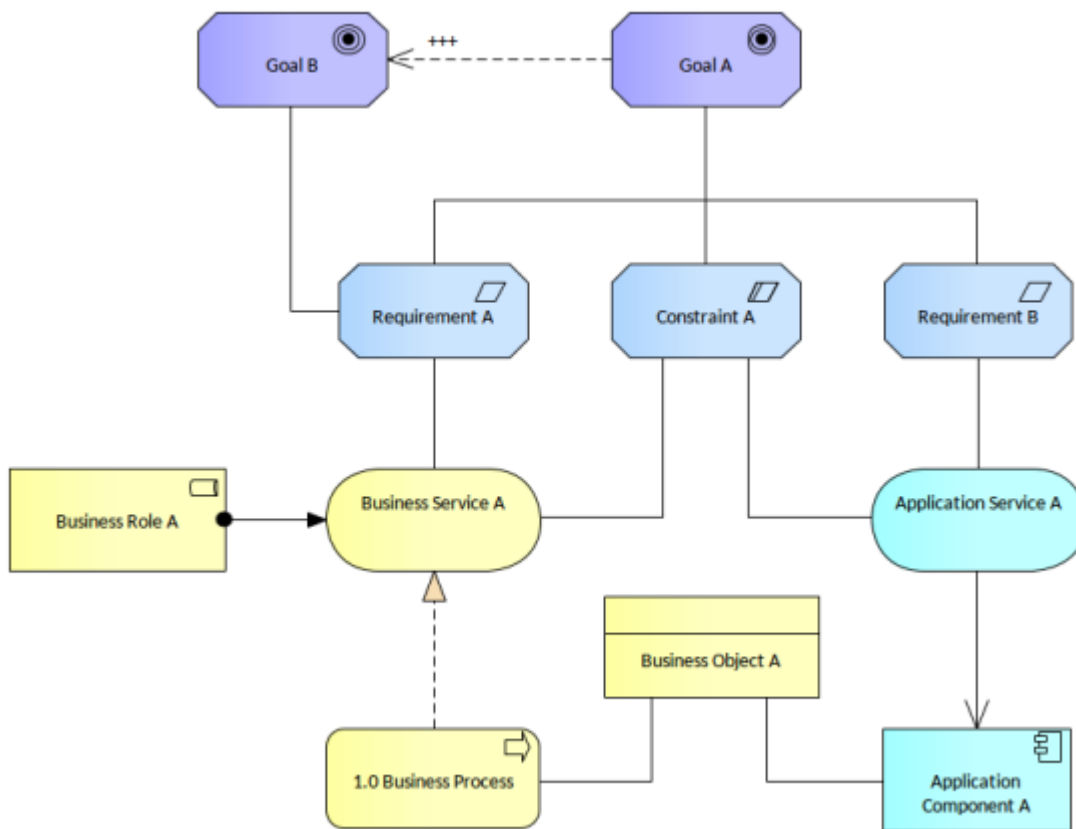 +++
Goal B
Goal A
Requirement A
Constraint A
Requirement B
Business Role A
Business Service A
Application Service A
Business Object A
1.0 Business Process
Application
Component A